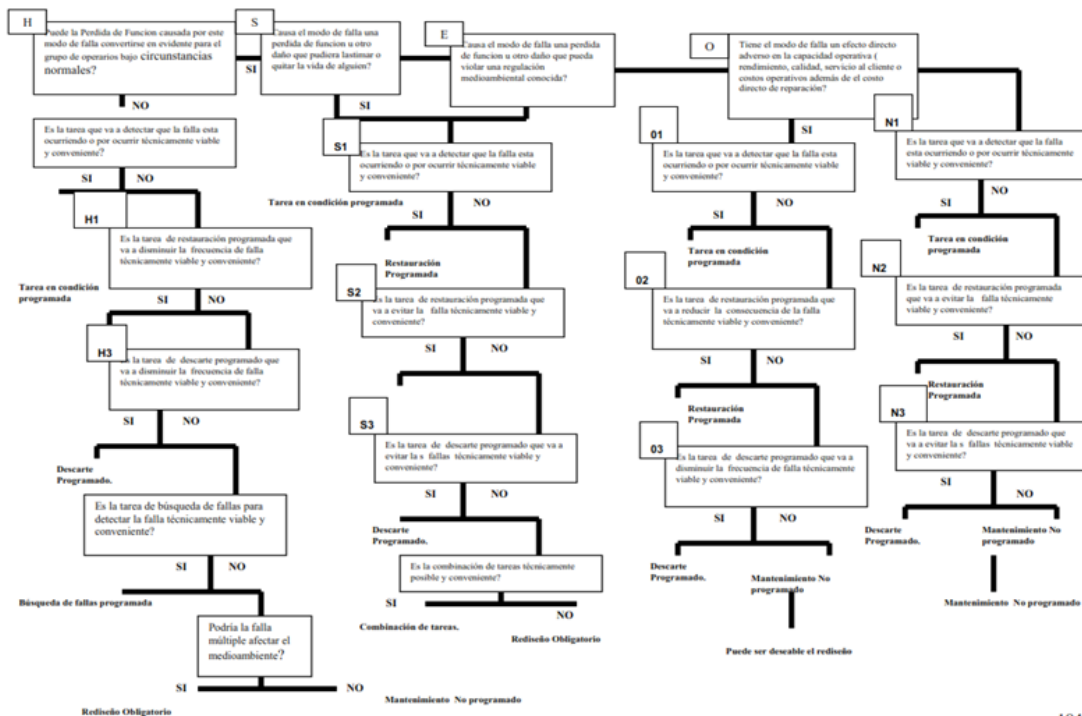 H
Puede la Perdida de Funcion causada por este
modo de falla convertirse en evidente para el
grupo de operarios bajo circunstancias
normales?
SI
NO
S
Causa el modo de falla una
perdida de funcion u otro
daño que pudiera lastimar o
quitar la vida de alguien?
SI
E
Causa el modo de falla una perdida
de funcion u otro daño que pueda
violar una regulación
medioambiental conocida?
O
Tiene el modo de falla un efecto directo
adverso en la capacidad operativa (
rendimiento, calidad, servicio al cliente o
costos operativos además de el costo
directo de reparación?
SI
Es la tarea que va a detectar que la falla esta
ocurriendo o por ocurrir técnicamente viable
y conveniente?
SI
NO
H1
Tarea en condición
programada
Es la tarea de restauración programada que
va a disminuir la frecuencia de falla
técnicamente viable y conveniente?
SI
NO
H3
Es la tarea de descarte programado que
va a disminuir la frecuencia de falla
técnicamente viable y conveniente?
SI
NO
Descarte
Programado.
Es la tarea de búsqueda de fallas para
detectar la falla técnicamente viable y
conveniente?
SI
NO
Búsqueda de fallas programada
Podría la falla
múltiple afectar el
medioambiente?
SI
NO
Rediseño Obligatorio
Mantenimiento No programado
S1
Es la tarea que va a detectar que la falla esta
ocurriendo o por ocurrir técnicamente viable
y conveniente?
Tarea en condición programada
SI
NO
Restauración
Programada
S2
Es la tarea de restauración programada que
va a evitar la falla técnicamente viable y
conveniente?
SI
NO
S3
Es la tarea de descarte programado que va a
evitar la s fallas técnicamente viable y
conveniente?
SI
NO
Descarte
Programado.
Es la combinación de tareas técnicamente
posible y conveniente?
SI
NO
Combinación de tareas.
Rediseño Obligatorio
01
Es la tarea que va a detectar que la falla esta
ocurriendo o por ocurrir técnicamente viable
y conveniente?
SI
NO
Tarea en condición
programada
02
Es la tarea de restauración programada que
va a reducir la consecuencia de la falla
técnicamente viable y conveniente?
SI
NO
Restauración
Programada
03
Es la tarea de descarte programado que va a
disminuir la frecuencia de falla técnicamente
viable y conveniente?
SI
NO
Descarte
Programado.
Mantenimiento No
programado
Puede ser deseable el rediseño
N1
Es la tarea que va a detectar que la falla
esta ocurriendo o por ocurrir técnicamente
viable y conveniente?
SI
NO
Tarea en condición
programada
N2
Es la tarea de restauración programada
que va a evitar la falla técnicamente viable
y conveniente?
SI
NO
Restauración
Programada
N3
Es la tarea de descarte programado que
va a evitar la s fallas técnicamente viable y
conveniente?
SI
NO
Descarte
Programado.
Mantenimiento No
programado
Mantenimiento No programado